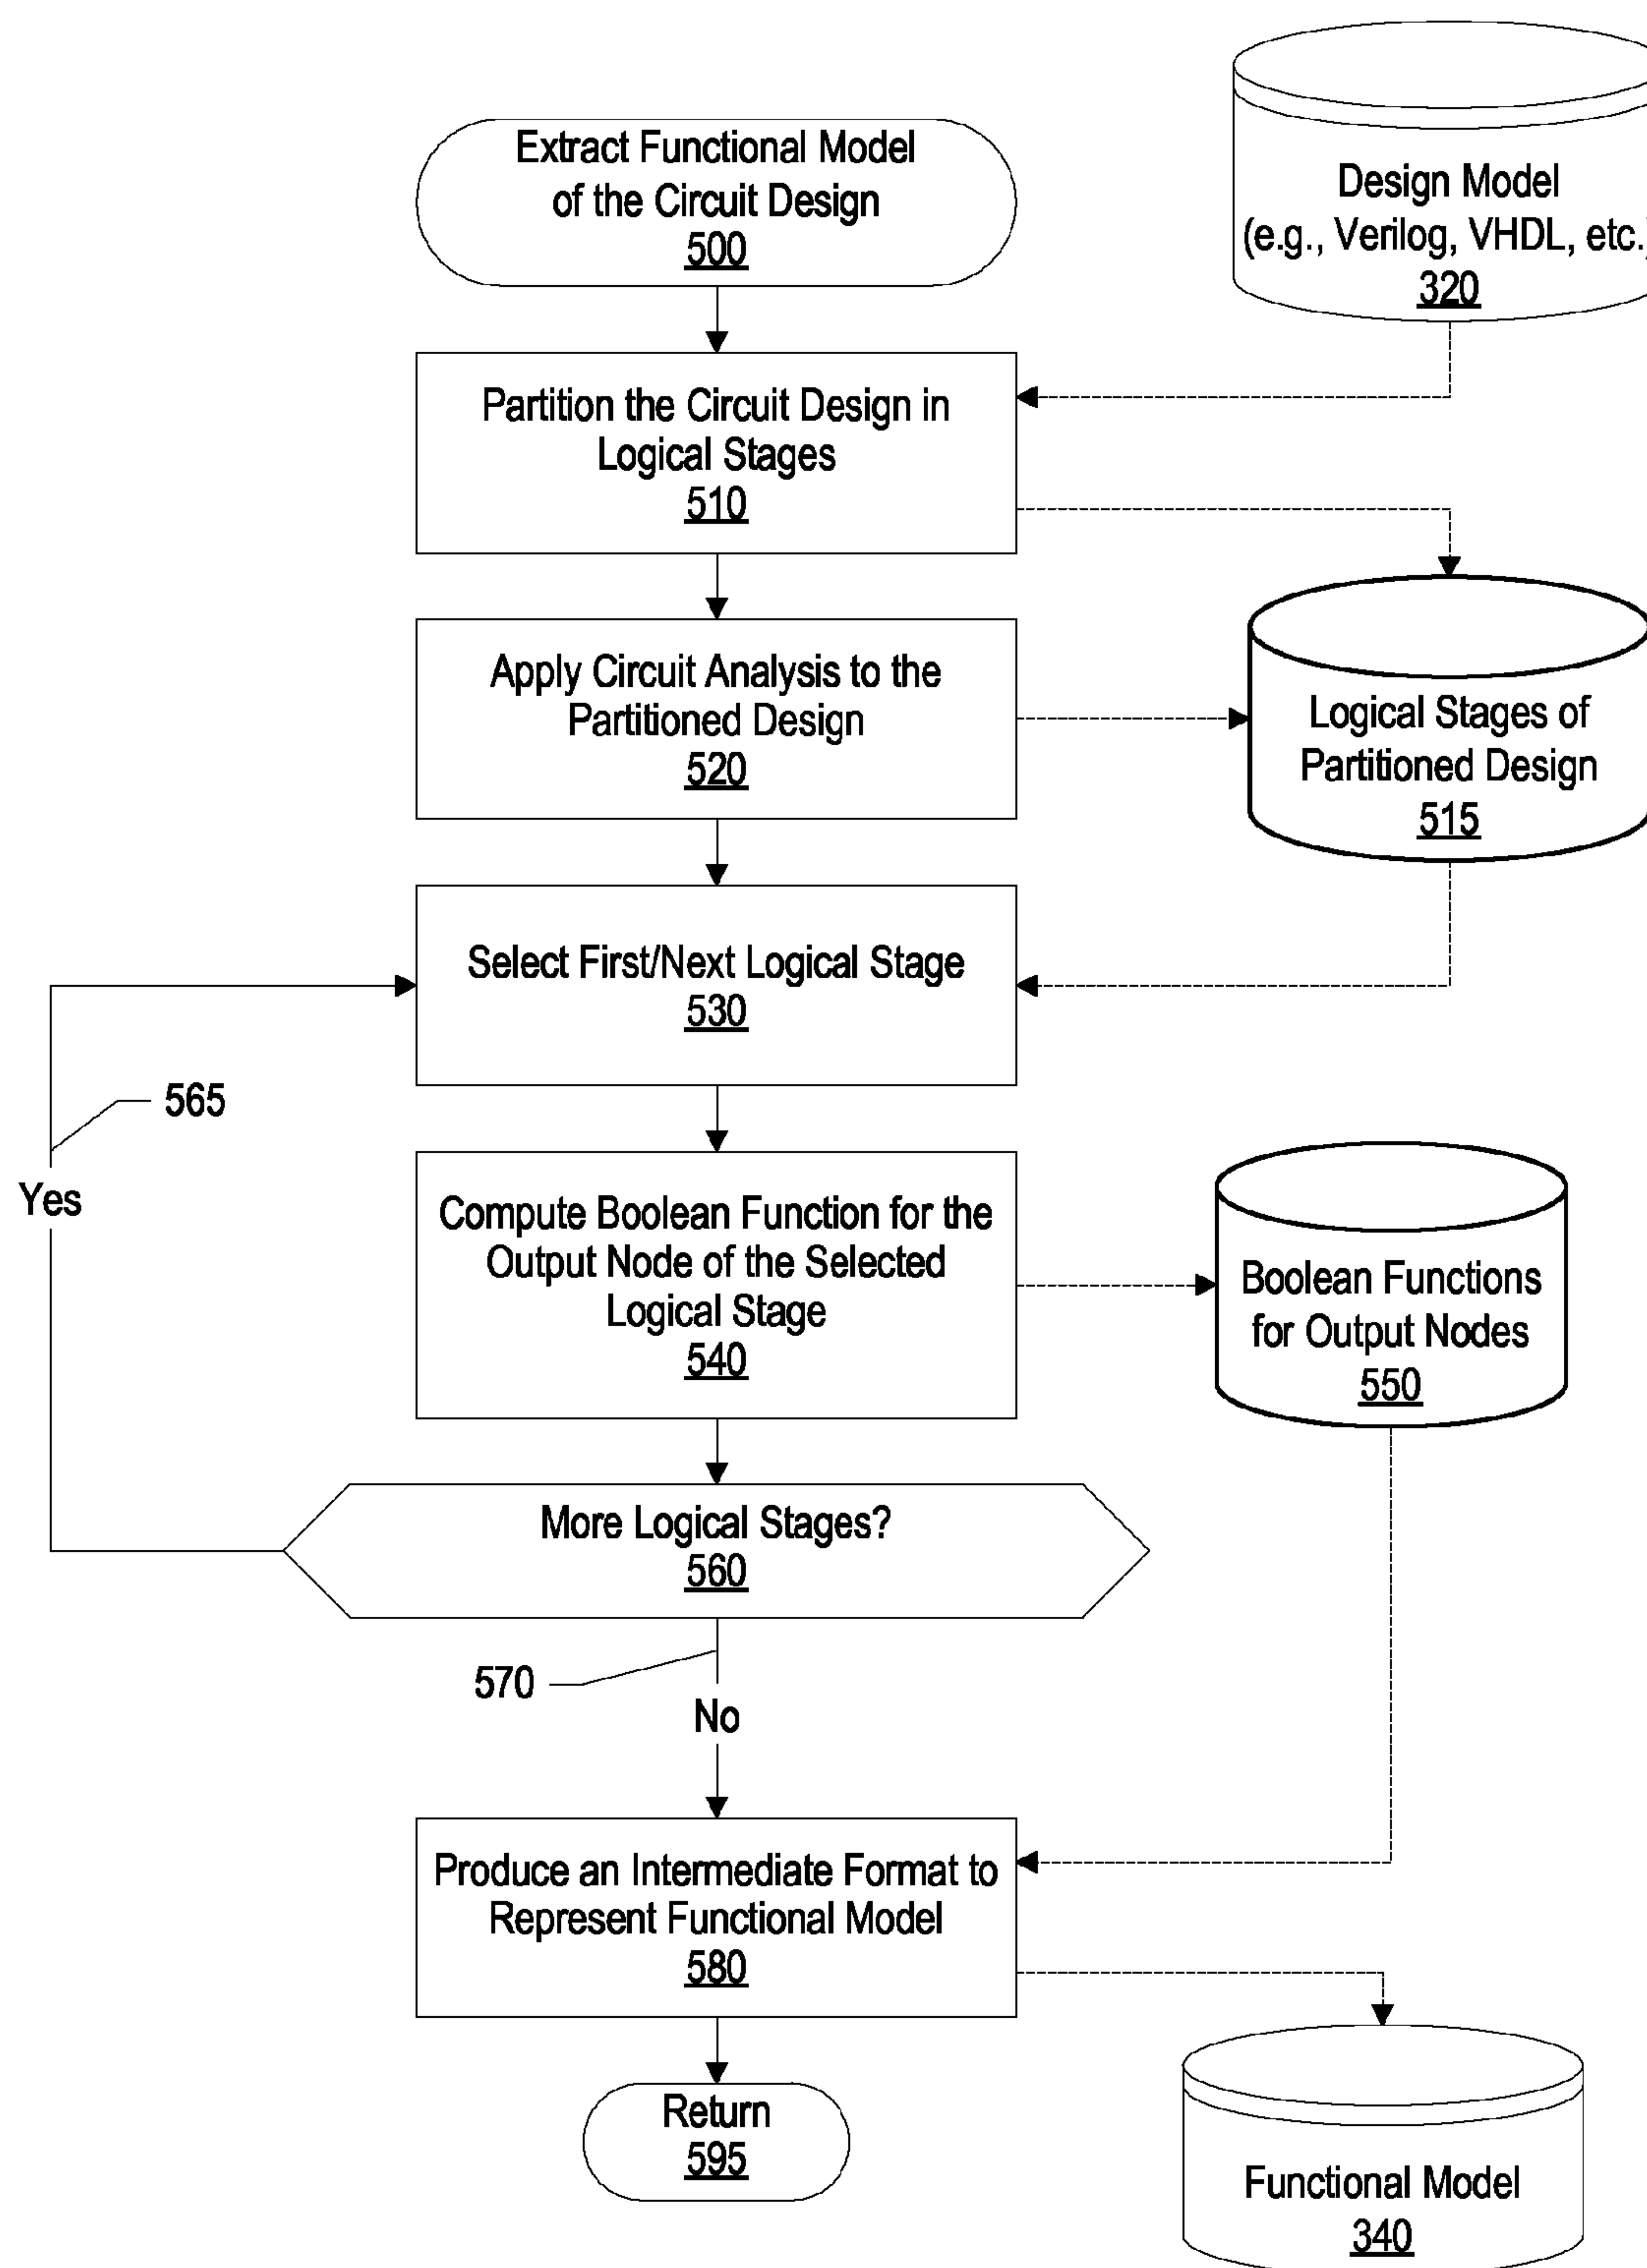 Extract Functional Model
of the Circuit Design
500
Design Model
(e.g., Verilog, VHDL, etc.)
320
Partition the Circuit Design in
Logical Stages
510
Apply Circuit Analysis to the
Partitioned Design
520
Logical Stages of
Partitioned Design
515
Select First/Next Logical Stage
530
565
Yes
Compute Boolean Function for the
Output Node of the Selected
Logical Stage
540
Boolean Functions
for Output Nodes
550
More Logical Stages?
560
570
No
Produce an Intermediate Format to
Represent Functional Model
580
Return
595
Functional Model
340